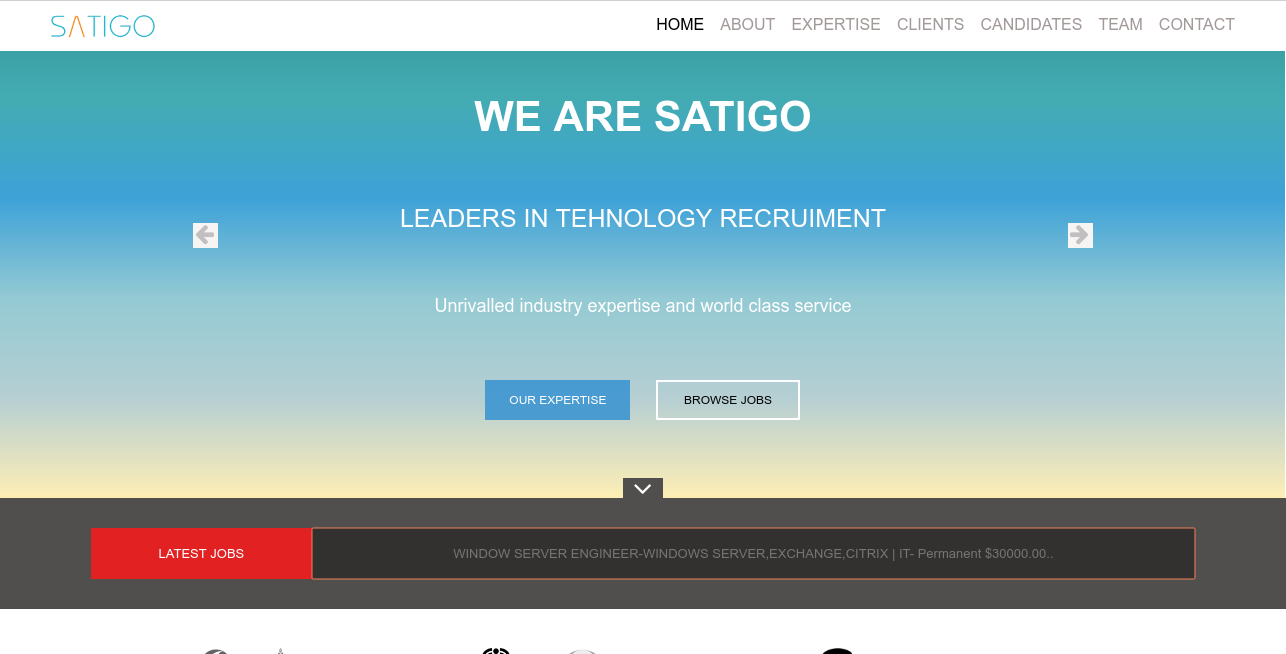 SATIGO
HOME ABOUT EXPERTISE CLIENTS CANDIDATES TEAM CONTACT
WE ARE SATIGO
LEADERS IN TEHNOLOGY RECRUIMENT
Unrivalled industry expertise and world class service
OUR EXPERTISE BROWSE JOBS
LATEST JOBS WINDOW SERVER ENGINEER-WINDOWS SERVER,EXCHANGE,CITRIX | IT- Permanent $30000.00..